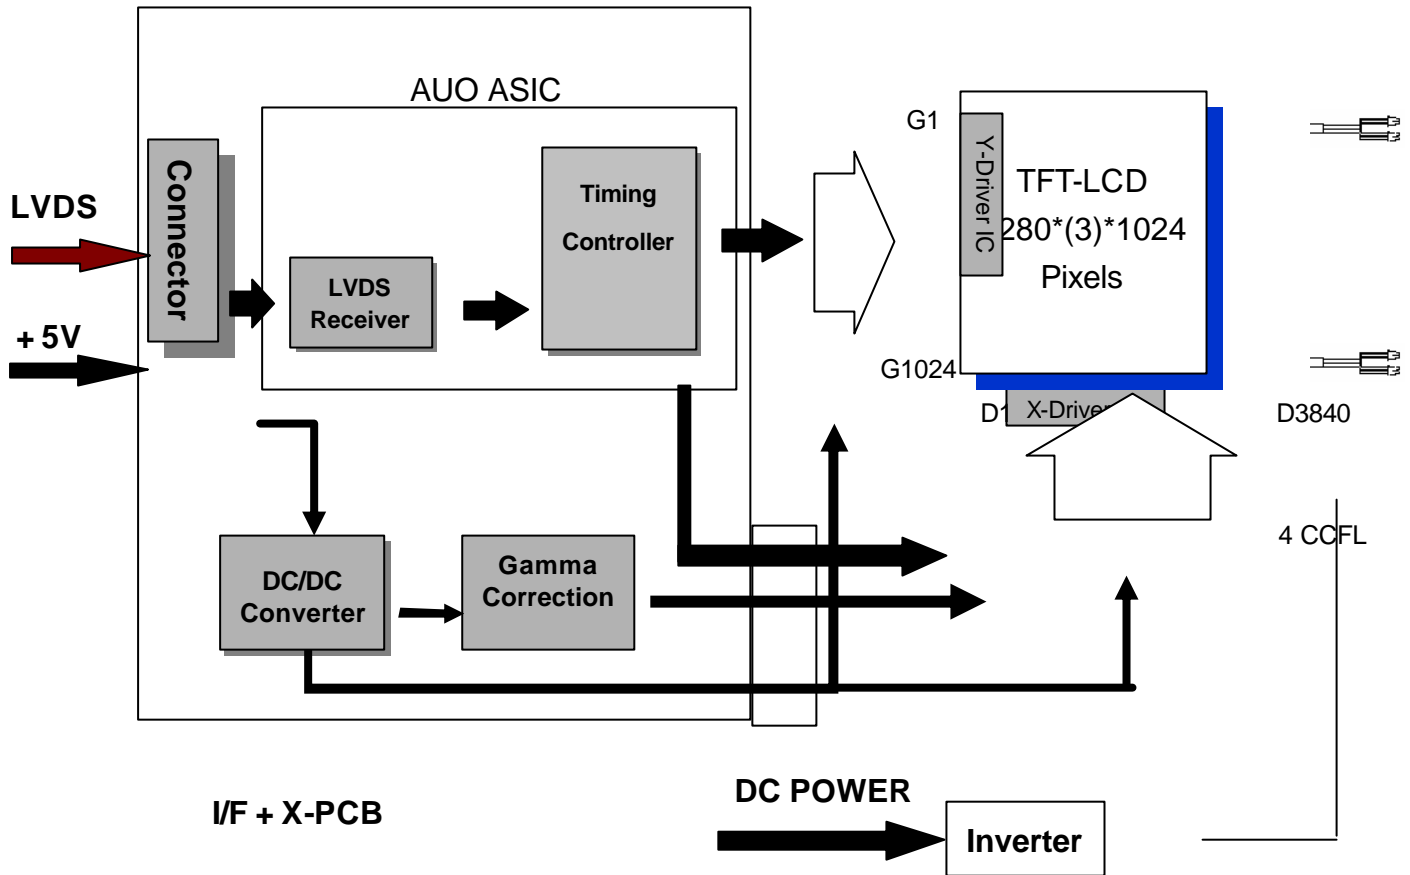 AUO ASIC
Connector
LVDS
+ 5V
LVDS
Receiver
Timing
Controller
G1
Y-Driver IC
TFT-LCD
280*(3)*1024
Pixels
G1024
D1
X-Driver
D3840
4 CCFL
DC/DC
Converter
Gamma
Correction
I/F + X-PCB
DC POWER
Inverter